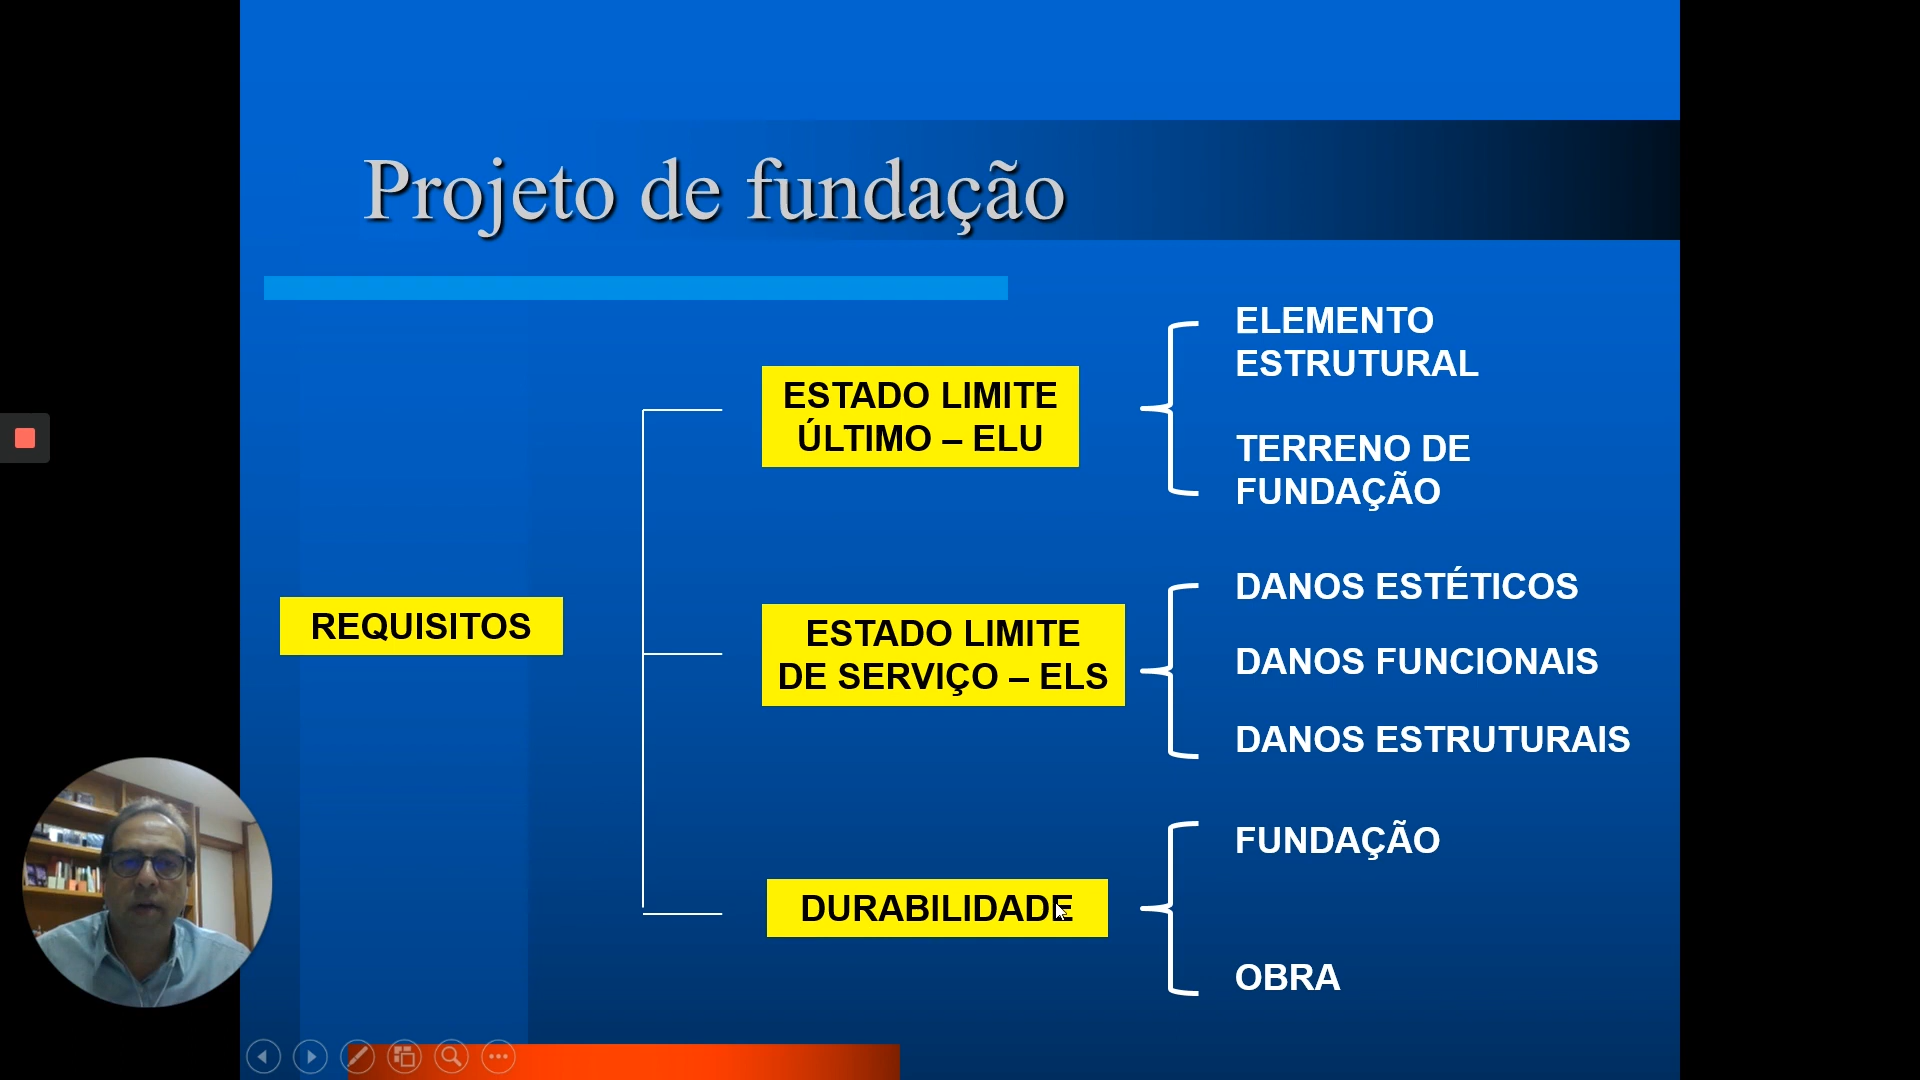 Projeto de fundação
REQUISITOS
ESTADO LIMITE
ÚLTIMO – ELU
ELEMENTO
ESTRUTURAL
TERRENO DE
FUNDAÇÃO
ESTADO LIMITE
DE SERVIÇO – ELS
DANOS ESTÉTICOS
DANOS FUNCIONAIS
DANOS ESTRUTURAIS
DURABILIDADE
FUNDAÇÃO
OBRA